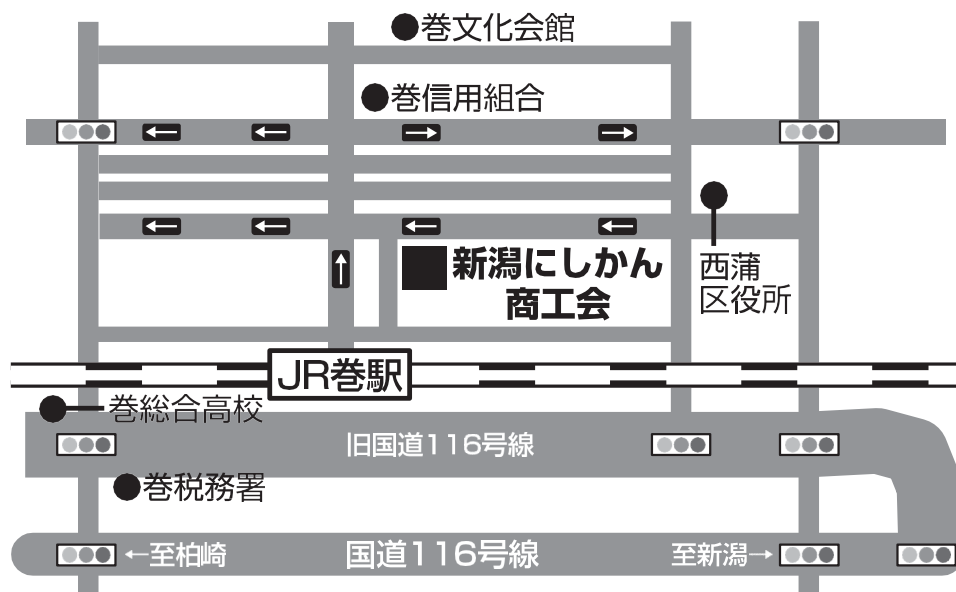 巻文化会館
巻信用組合
新潟にしかん
商工会
西蒲
区役所
JR巻駅
巻総合高校
旧国道116号線
巻税務署
←至柏崎
国道116号線
至新潟→